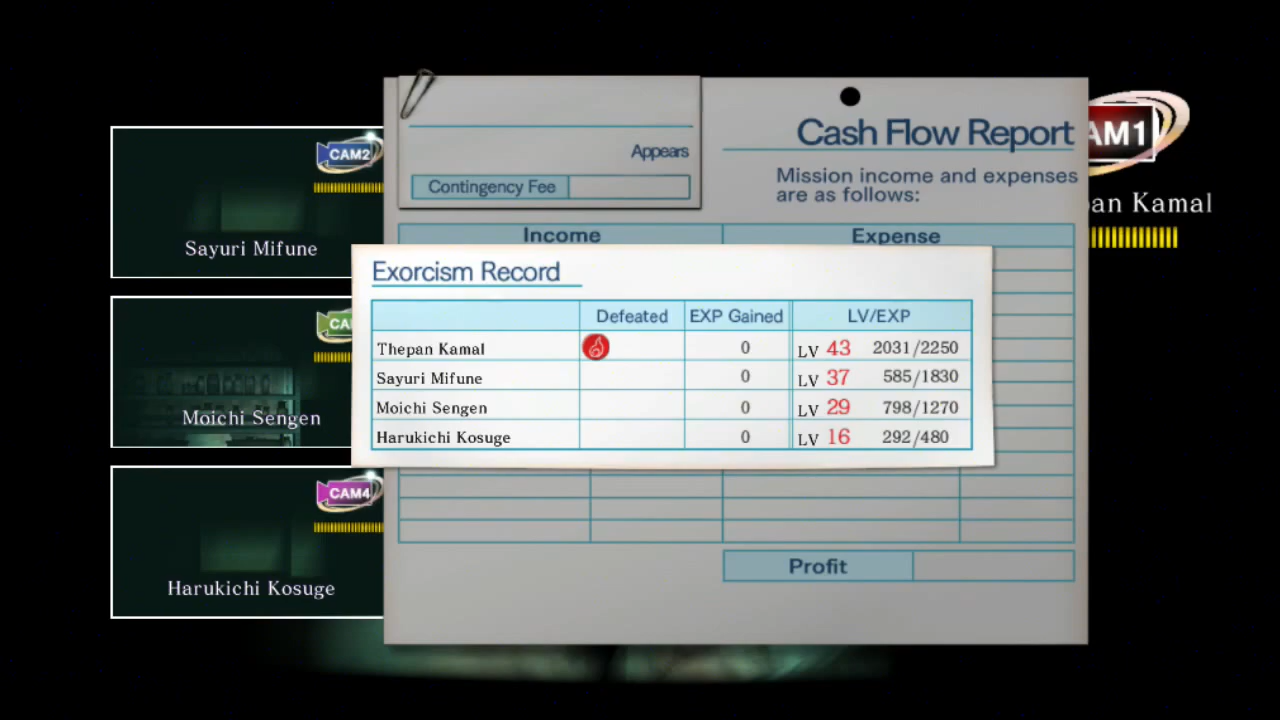 Appears
Contingency Fee
Cash Flow Report
Mission income and expenses
are as follows:
Income Expense
CAM2
Sayuri Mifune
CA
Moichi Sengen
CAM4
Harukichi Kosuge
AM1
an Kamal
Exorcism Record
Defeated EXP Gained LV/EXP
Thepan Kamal 0 LV 43 2031/2250
Sayuri Mifune 0 LV 37 585/1830
Moichi Sengen 0 LV 29 798/1270
Harukichi Kosuge 0 LV 16 292/480
Profit